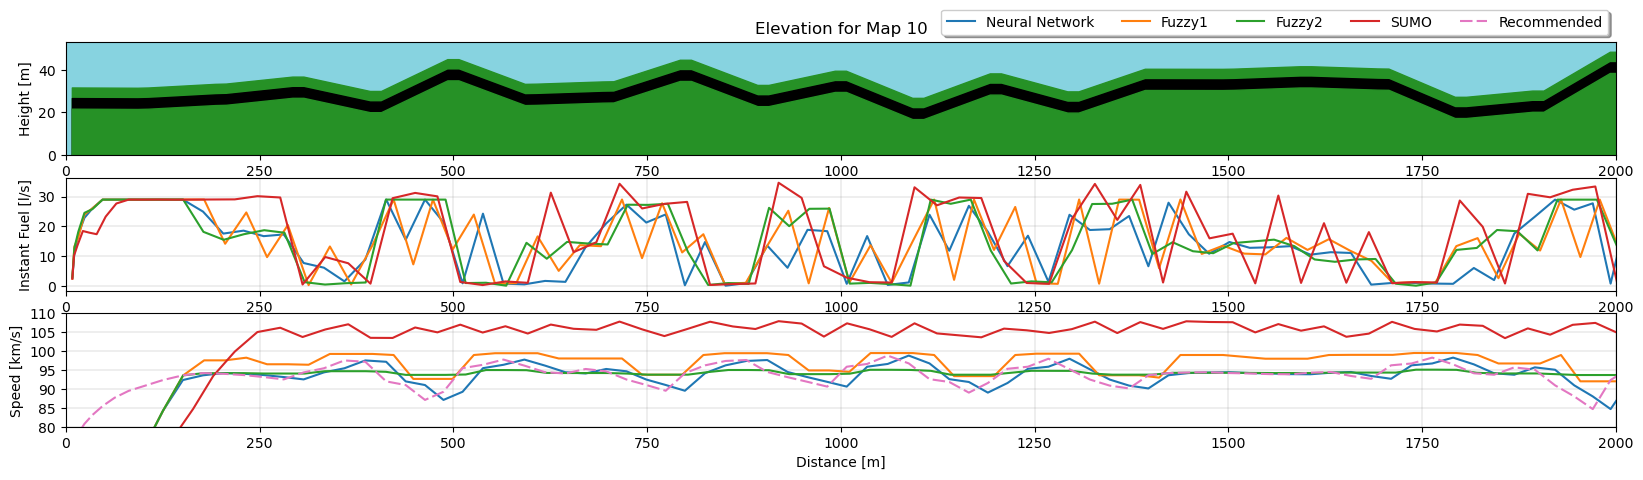 Elevation for Map 10
Neural Network Fuzzy1 Fuzzy2 SUMO Recommended
Height [m]
40
20
0
0 250 500 750 1000 1250 1500 1750 2000
Instant Fuel [l/s]
30
20
10
0
0 250 500 750 1000 1250 1500 1750 2000
Speed [km/s]
110
105
100
95
90
85
80
0 250 500 750 1000 1250 1500 1750 2000
Distance [m]